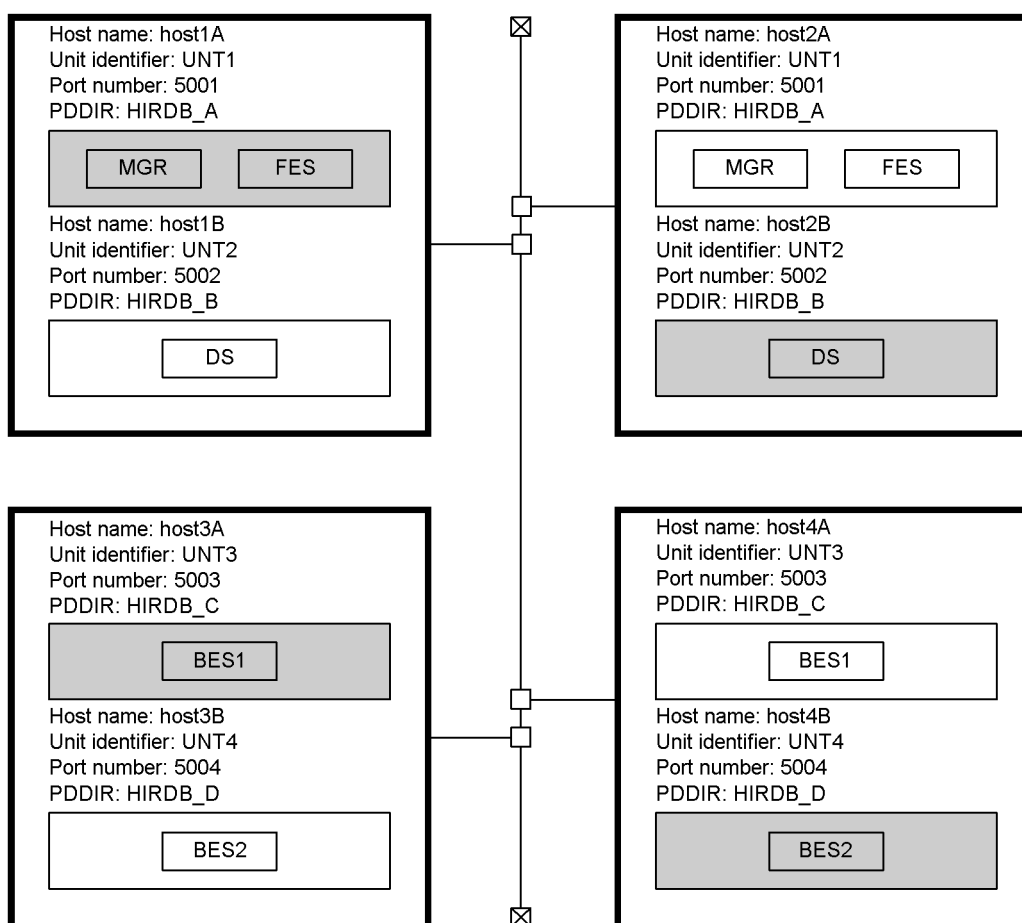 Host name: host1A
Unit identifier: UNT1
Port number: 5001
PDDIR: HIRDB_A
MGR
FES
Host name: host1B
Unit identifier: UNT2
Port number: 5002
PDDIR: HIRDB_B
DS
Host name: host2A
Unit identifier: UNT1
Port number: 5001
PDDIR: HIRDB_A
MGR
FES
Host name: host2B
Unit identifier: UNT2
Port number: 5002
PDDIR: HIRDB_B
DS
Host name: host3A
Unit identifier: UNT3
Port number: 5003
PDDIR: HIRDB_C
BES1
Host name: host3B
Unit identifier: UNT4
Port number: 5004
PDDIR: HIRDB_D
BES2
Host name: host4A
Unit identifier: UNT3
Port number: 5003
PDDIR: HIRDB_C
BES1
Host name: host4B
Unit identifier: UNT4
Port number: 5004
PDDIR: HIRDB_D
BES2